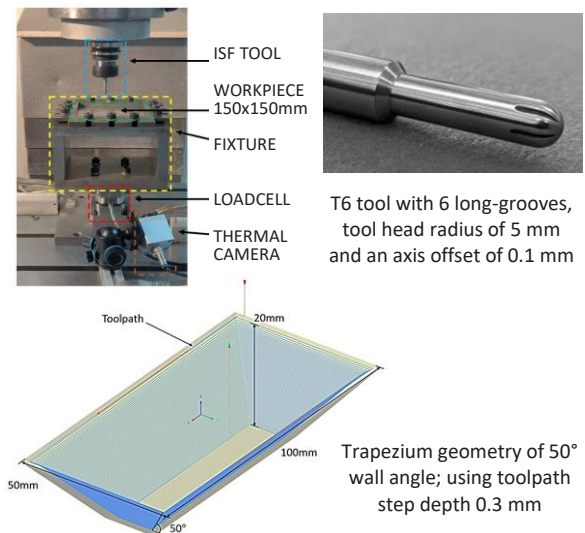 ISF TOOL
WORKPIECE
150x150mm
FIXTURE
LOADCELL
THERMAL
CAMERA
T6 tool with 6 long-grooves,
tool head radius of 5 mm
and an axis offset of 0.1 mm
Toolpath
20mm
100mm
50mm
50°
Trapezium geometry of 50°
wall angle; using toolpath
step depth 0.3 mm